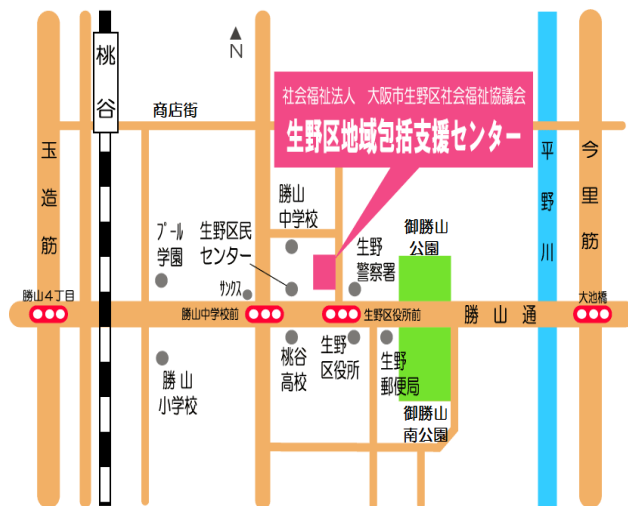 桃谷
N
商店街
社会福祉法人　大阪市生野区社会福祉協議会
生野区地域包括支援センター
玉造筋
平野川
今里筋
勝山
中学校
プール
学園
生野区民
センター
生野
警察署
御勝山
公園
サンクス
勝山4丁目
勝山中学校前
生野区役所前
勝山通
大池橋
勝山
小学校
桃谷
高校
生野
区役所
生野
郵便局
御勝山
南公園